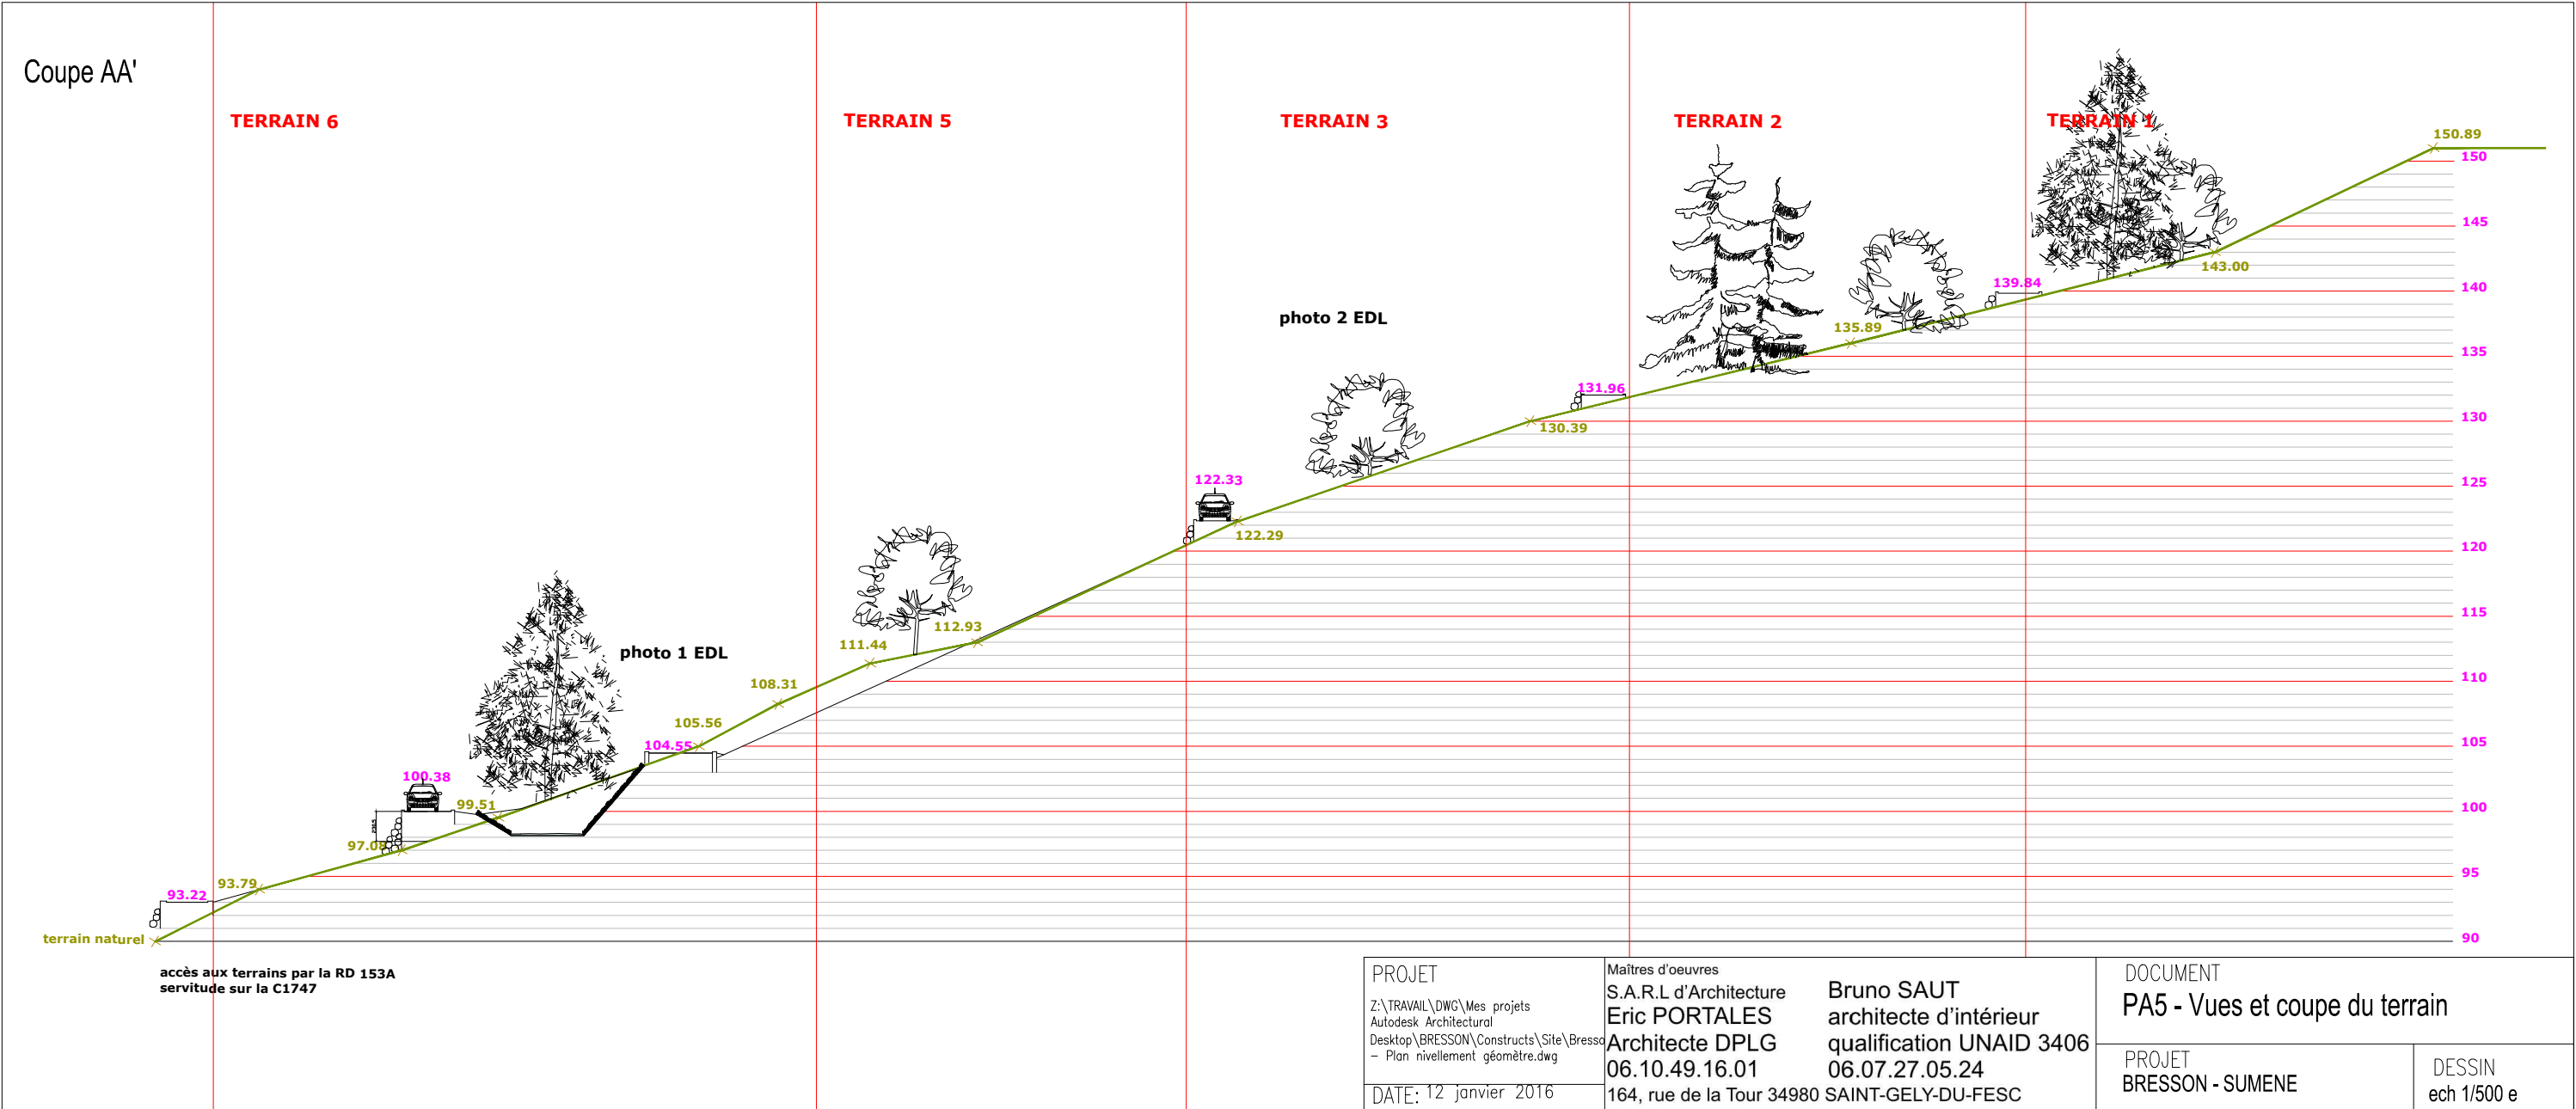 Coupe AA'
TERRAIN 6
TERRAIN 5
TERRAIN 3
TERRAIN 2
TERRAIN 1
150.89
150
145
143.00
140
139.84
135.89
135
photo 2 EDL
131.96
130
130.39
125
122.33
122.29
120
115
112.93
111.44
photo 1 EDL
110
108.31
105.56
105
104.55
100.38
99.51
100
97.08
95
93.79
93.22
terrain naturel
90
accès aux terrains par la RD 153A
servitude sur la C1747
PROJET
Z:\TRAVAIL\DWG\Mes projets
Autodesk Architectural
Desktop\BRESSON\Constructs\Site\Bresso
- Plan nivellement géomètre.dwg
DATE: 12 janvier 2016
Maîtres d'oeuvres
S.A.R.L d'Architecture
Eric PORTALES
Architecte DPLG
06.10.49.16.01
Bruno SAUT
architecte d'intérieur
qualification UNAID 3406
06.07.27.05.24
164, rue de la Tour 34980 SAINT-GELY-DU-FESC
DOCUMENT
PA5 - Vues et coupe du terrain
PROJET
BRESSON - SUMENE
DESSIN
ech 1/500 e